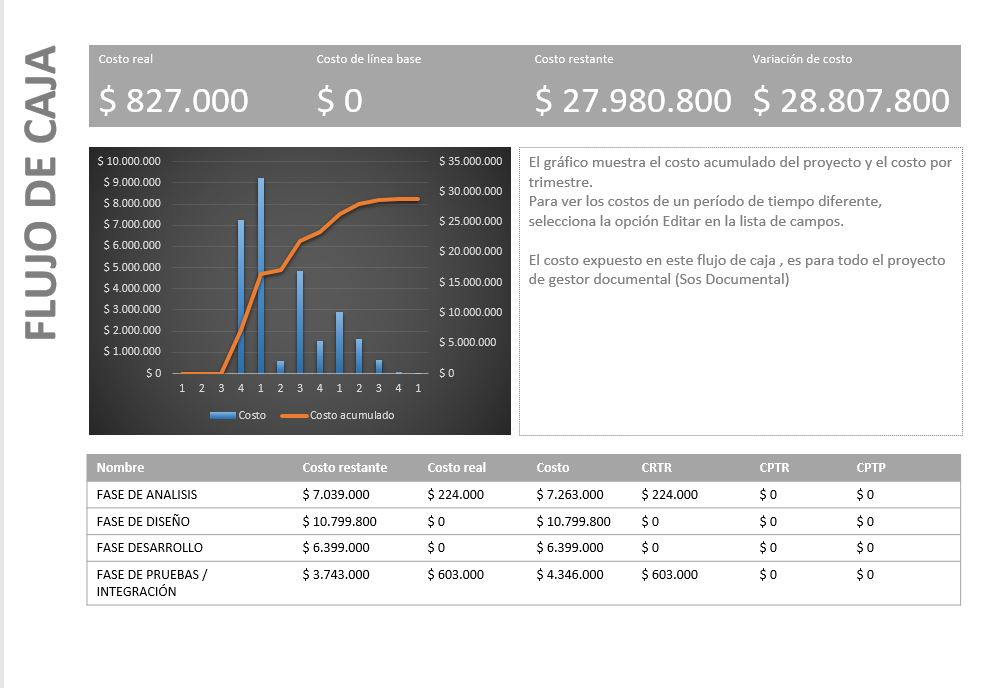 FLUJO DE CAJA
Costo real
$ 827.000
Costo de línea base
$ 0
Costo restante
$ 27.980.800
Variación de costo
$ 28.807.800
$ 10.000.000
$ 9.000.000
$ 8.000.000
$ 7.000.000
$ 6.000.000
$ 5.000.000
$ 4.000.000
$ 3.000.000
$ 2.000.000
$ 1.000.000
$ 0
$ 35.000.000
$ 30.000.000
$ 25.000.000
$ 20.000.000
$ 15.000.000
$ 10.000.000
$ 5.000.000
$ 0
1 2 3 4 1 2 3 4 1 2 3 4 1
Costo Costo acumulado
El gráfico muestra el costo acumulado del proyecto y el costo por
trimestre.
Para ver los costos de un período de tiempo diferente,
selecciona la opción Editar en la lista de campos.
El costo expuesto en este flujo de caja , es para todo el proyecto
de gestor documental (Sos Documental)
Nombre Costo restante Costo real Costo CRTR CPTR CPTP
FASE DE ANALISIS $ 7.039.000 $ 224.000 $ 7.263.000 $ 224.000 $ 0 $ 0
FASE DE DISEÑO $ 10.799.800 $ 0 $ 10.799.800 $ 0 $ 0 $ 0
FASE DESARROLLO $ 6.399.000 $ 0 $ 6.399.000 $ 0 $ 0 $ 0
FASE DE PRUEBAS / $ 3.743.000 $ 603.000 $ 4.346.000 $ 603.000 $ 0 $ 0
INTEGRACIÓN